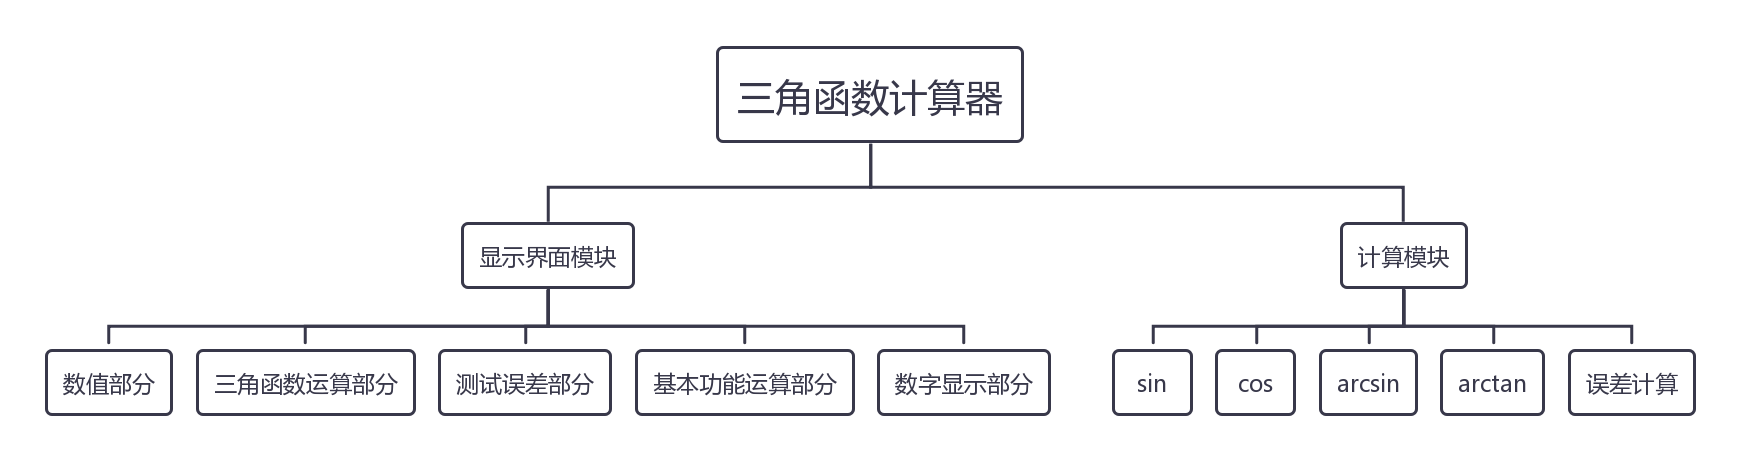 三角函数计算器
显示界面模块
计算模块
数值部分
三角函数运算部分
测试误差部分
基本功能运算部分
数字显示部分
sin
cos
arcsin
arctan
误差计算